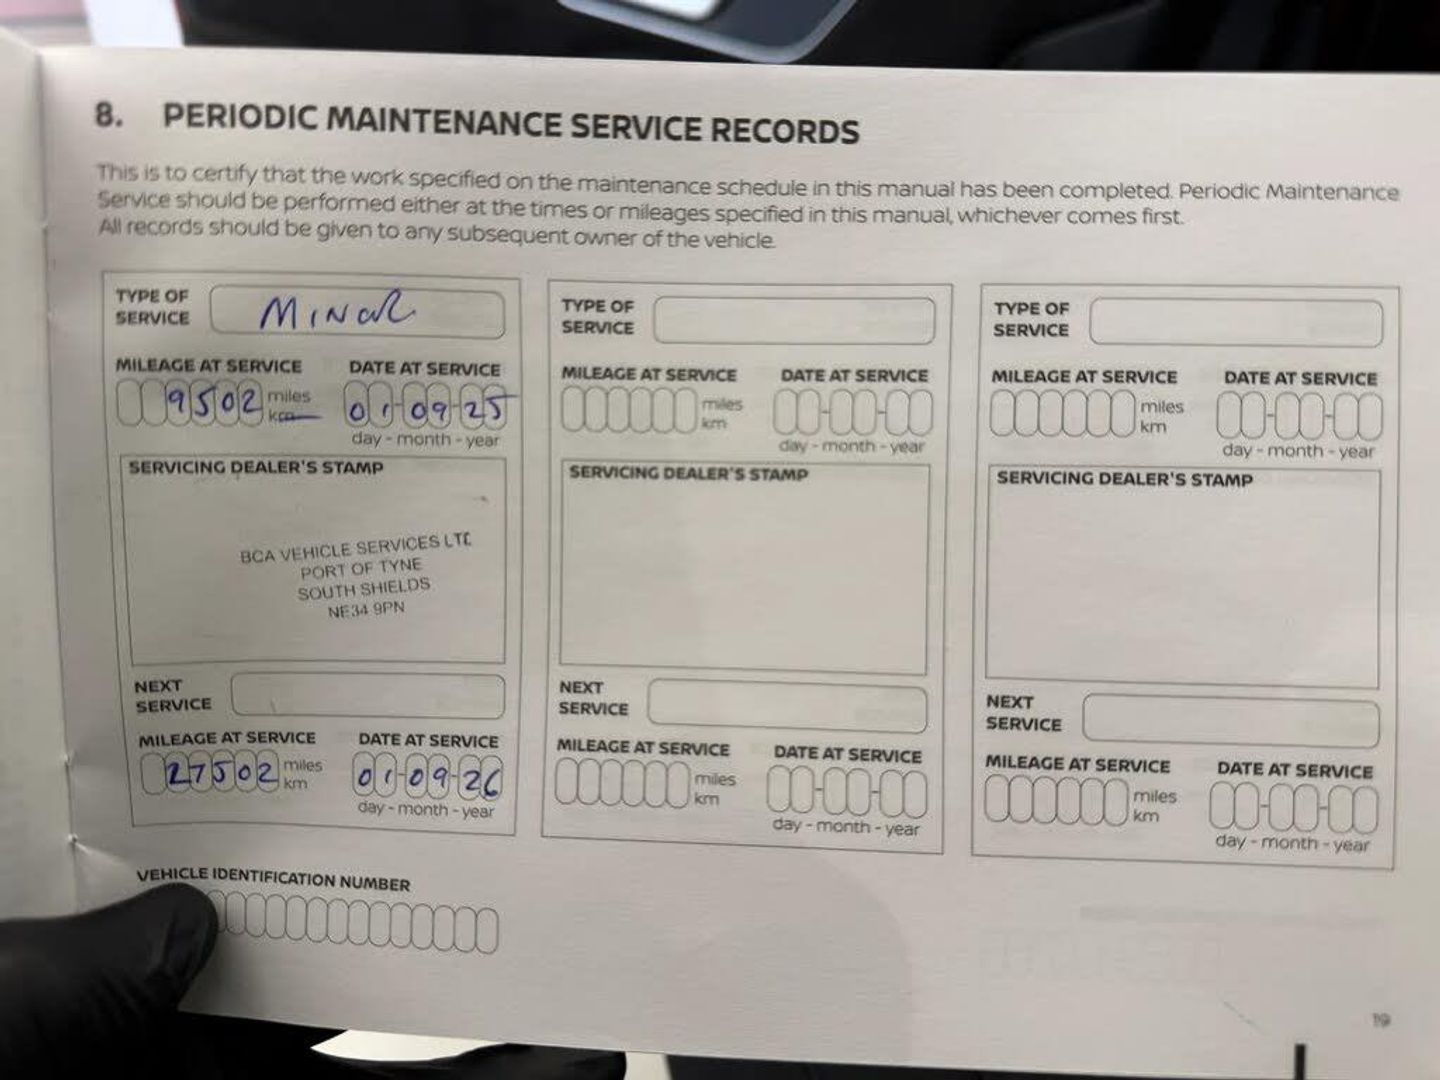 8. PERIODIC MAINTENANCE SERVICE RECORDS
This is to certify that the work specified on the maintenance schedule in this manual has been completed. Periodic Maintenance
Service should be performed either at the times or mileages specified in this manual, whichever comes first.
All records should be given to any subsequent owner of the vehicle.
TYPE OF
SERVICE
Minor
MILEAGE AT SERVICE
9502 miles
km
DATE AT SERVICE
01-09-25
day - month - year
SERVICING DEALER'S STAMP
BCA VEHICLE SERVICES LTD
PORT OF TYNE
SOUTH SHIELDS
NE34 9PN
NEXT
SERVICE
MILEAGE AT SERVICE
27502 miles
km
DATE AT SERVICE
01-09-26
day - month - year
TYPE OF
SERVICE
MILEAGE AT SERVICE
miles
km
DATE AT SERVICE
day - month - year
SERVICING DEALER'S STAMP
NEXT
SERVICE
MILEAGE AT SERVICE
miles
km
DATE AT SERVICE
day - month - year
TYPE OF
SERVICE
MILEAGE AT SERVICE
miles
km
DATE AT SERVICE
day - month - year
SERVICING DEALER'S STAMP
NEXT
SERVICE
MILEAGE AT SERVICE
miles
km
DATE AT SERVICE
day - month - year
VEHICLE IDENTIFICATION NUMBER
19